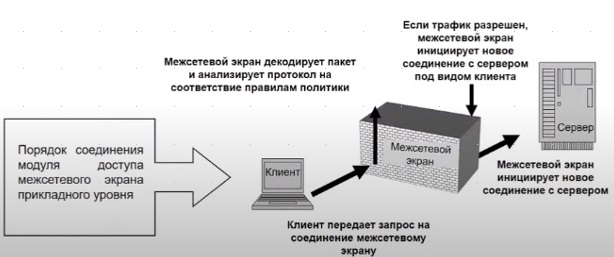 Если трафик разрешен,
межсетевой экран
инициирует новое
соединение с сервером
под видом клиента
Межсетевой экран декодирует пакет
и анализирует протокол на
соответствие правилам политики
Порядок соединения
модуля доступа
межсетевого экрана
прикладного уровня
Клиент
Межсетевой
экран
Сервер
Межсетевой экран
инициирует новое
соединение с сервером
Клиент передает запрос на
соединение межсетевому
экрану